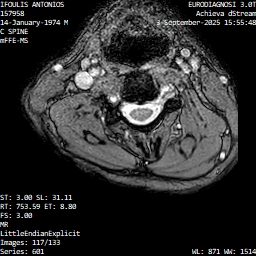 IFOULIS ANTONIOS
EURODIAGNOSI 3.0T
157958
Achieva dStream
14-January-1974 M
3-September-2025 15:55:48
C SPINE
mFFE-MS
ST: 3.00 SL: 31.11
RT: 753.59 ET: 8.80
FS: 3.00
MR
LittleEndianExplicit
Images: 117/133
Series: 601
WL: 871 WW: 1514